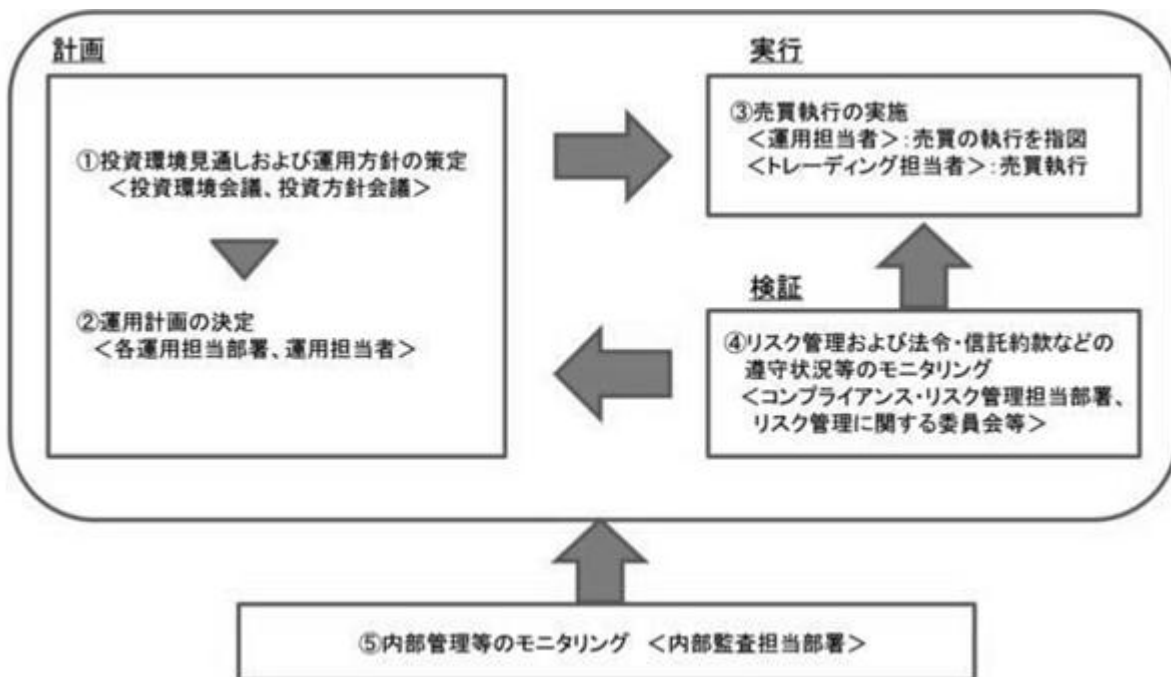 計画
①投資環境見通しおよび運用方針の策定
＜投資環境会議、投資方針会議＞
②運用計画の決定
＜各運用担当部署、運用担当者＞
実行
③売買執行の実施
＜運用担当者＞：売買の執行を指図
＜トレーディング担当者＞：売買執行
検証
④リスク管理および法令・信託約款などの
遵守状況等のモニタリング
＜コンプライアンス・リスク管理担当部署、
リスク管理に関する委員会等＞
⑤内部管理等のモニタリング ＜内部監査担当部署＞